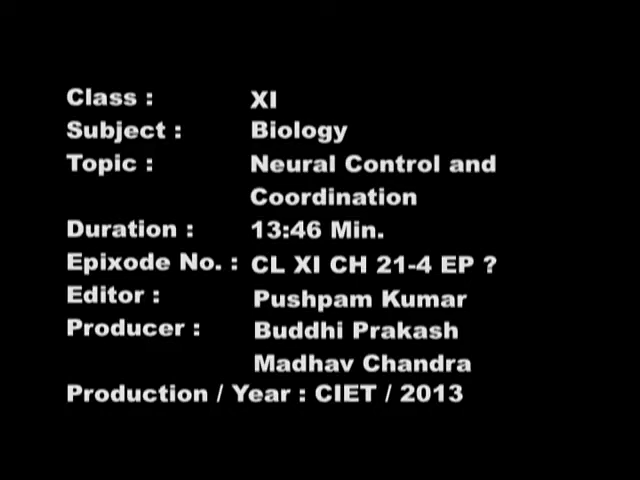 Class : XI
Subject : Biology
Topic : Neural Control and
Coordination
Duration : 13:46 Min.
Epixode No. : CL XI CH 21-4 EP ?
Editor : Pushpam Kumar
Producer : Buddhi Prakash
Madhav Chandra
Production / Year : CIET / 2013